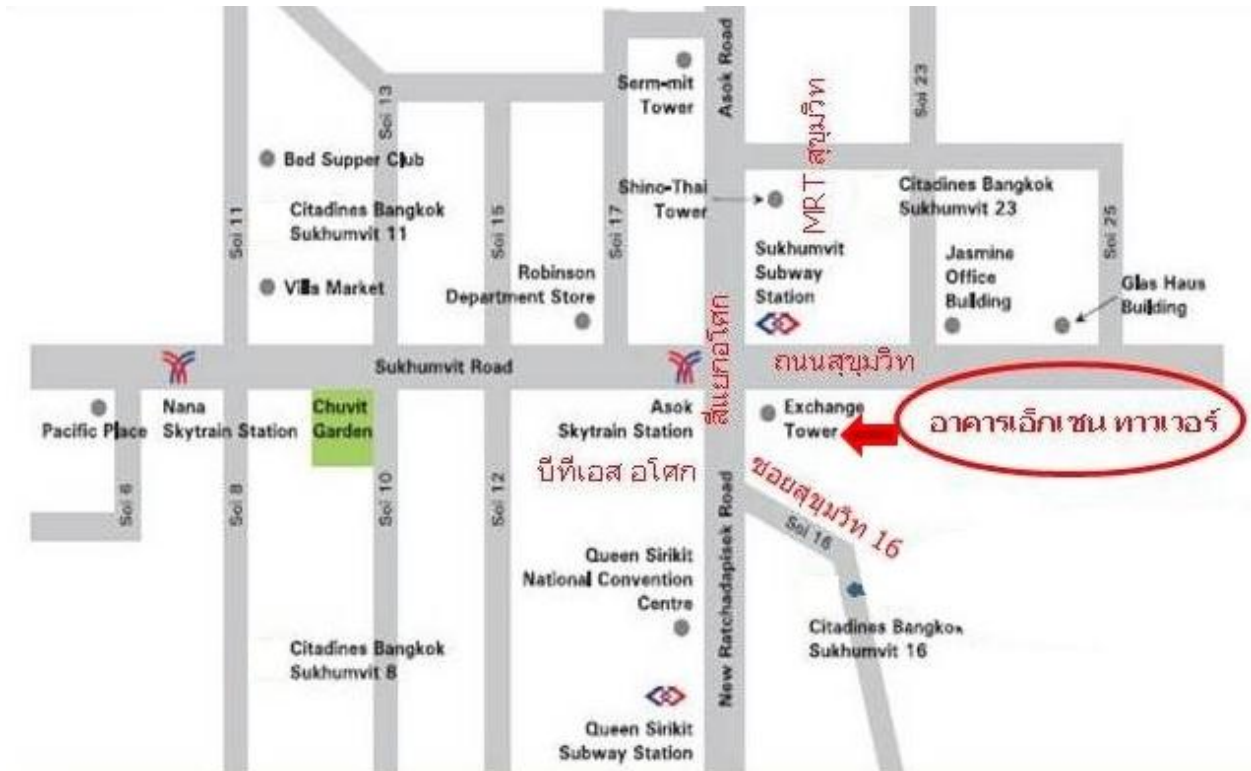 Asok Road
Serm-mit
Tower
Soi 13
Soi 23
MRT สุขุมวิท
Bed Supper Club
Shino-Thai
Tower
Citadines Bangkok
Sukhumvit 23
Citadines Bangkok
Sukhumvit 11
Soi 11
Soi 15
Soi 17
Soi 25
Sukhumvit
Subway
Station
Jasmine
Office
Building
Robinson
Department Store
Villa Market
Glas Haus
Building
สี่แยกอโศก
Sukhumvit Road
ถนนสุขุมวิท
Pacific Place
Nana
Skytrain Station
Chuvit
Garden
Asok
Skytrain Station
Exchange
Tower
อาคารเอ็กเชน ทาวเวอร์
บีทีเอส อโศก
ซอยสุขุมวิท 16
Soi 6
Soi 8
Soi 10
Soi 12
Soi 16
New Ratchadapisek Road
Queen Sirikit
National Convention
Centre
Citadines Bangkok
Sukhumvit 16
Citadines Bangkok
Sukhumvit 8
Queen Sirikit
Subway Station